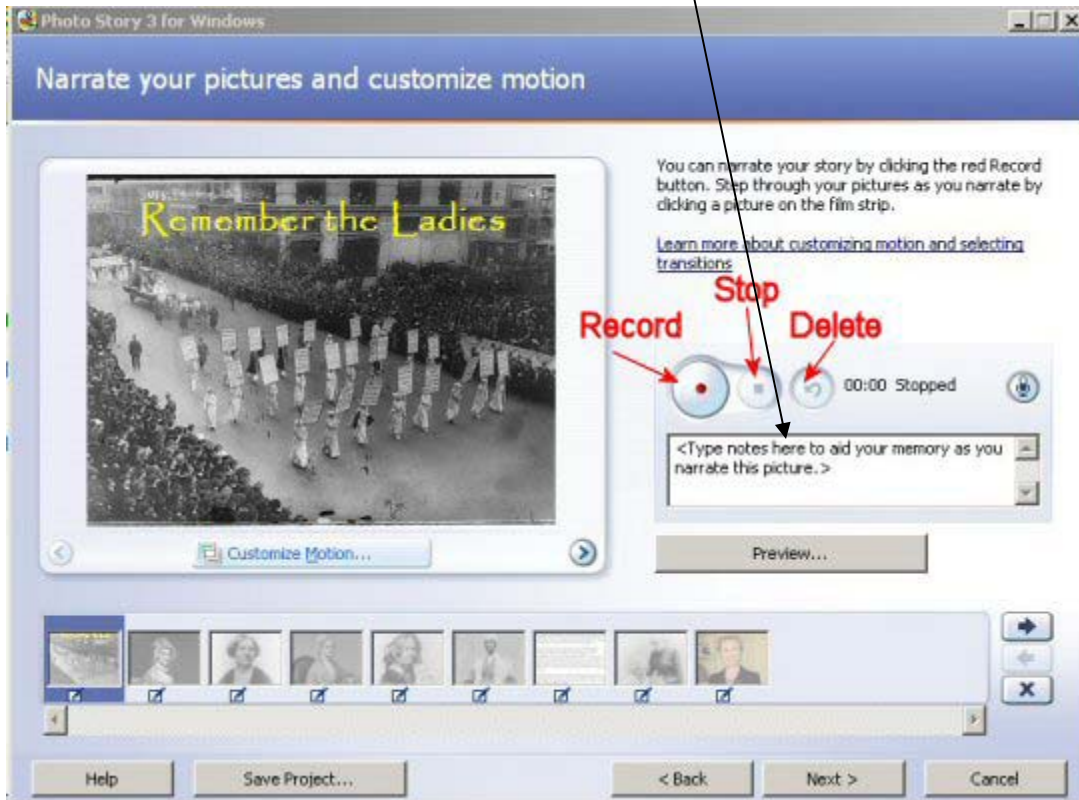 Photo Story 3 for Windows
Narrate your pictures and customize motion
Remember the Ladies
You can narrate your story by clicking the red Record
button. Step through your pictures as you narrate by
clicking a picture on the film strip.
Learn more about customizing motion and selecting
transitions
Stop
Record
Delete
00:00 Stopped
<Type notes here to aid your memory as you
narrate this picture.>
Customize Motion...
Preview...
Help
Save Project...
< Back
Next >
Cancel